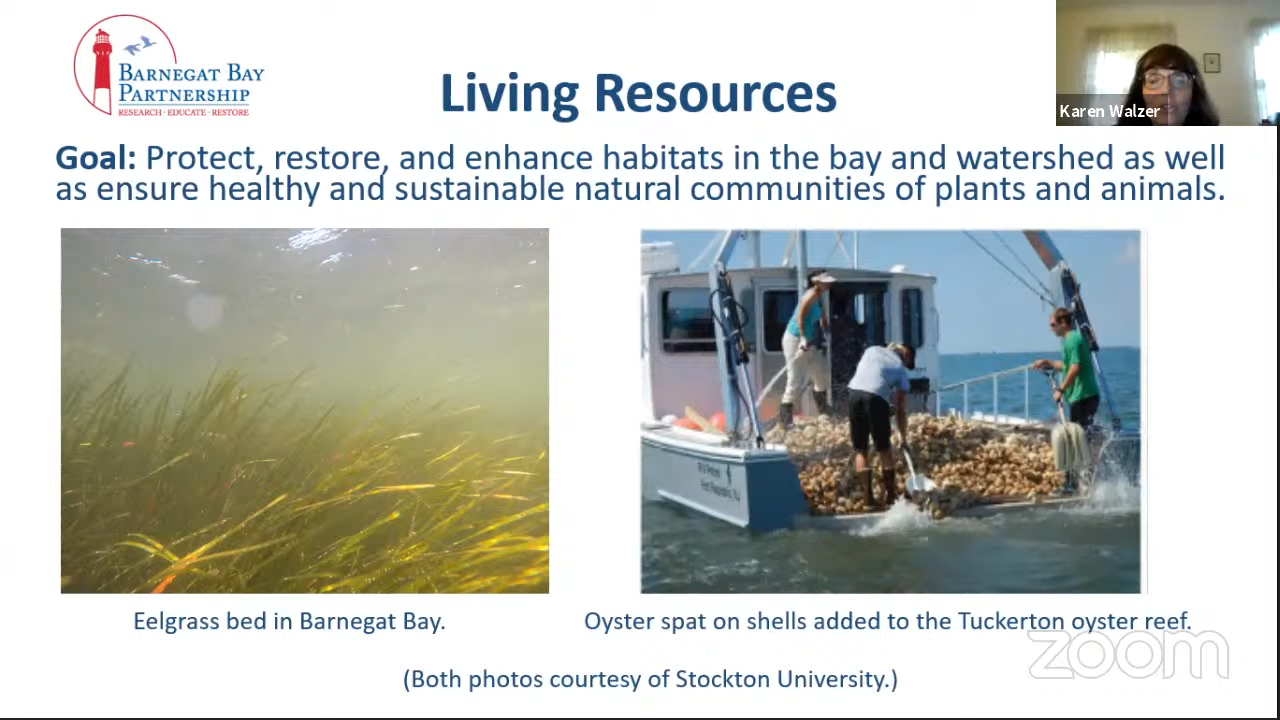 BARNEGAT BAY
PARTNERSHIP
RESEARCH · EDUCATE · RESTORE
Living Resources
Karen Walzer
Goal: Protect, restore, and enhance habitats in the bay and watershed as well
as ensure healthy and sustainable natural communities of plants and animals.
Eelgrass bed in Barnegat Bay.
Oyster spat on shells added to the Tuckerton oyster reef.
(Both photos courtesy of Stockton University.)
zoom